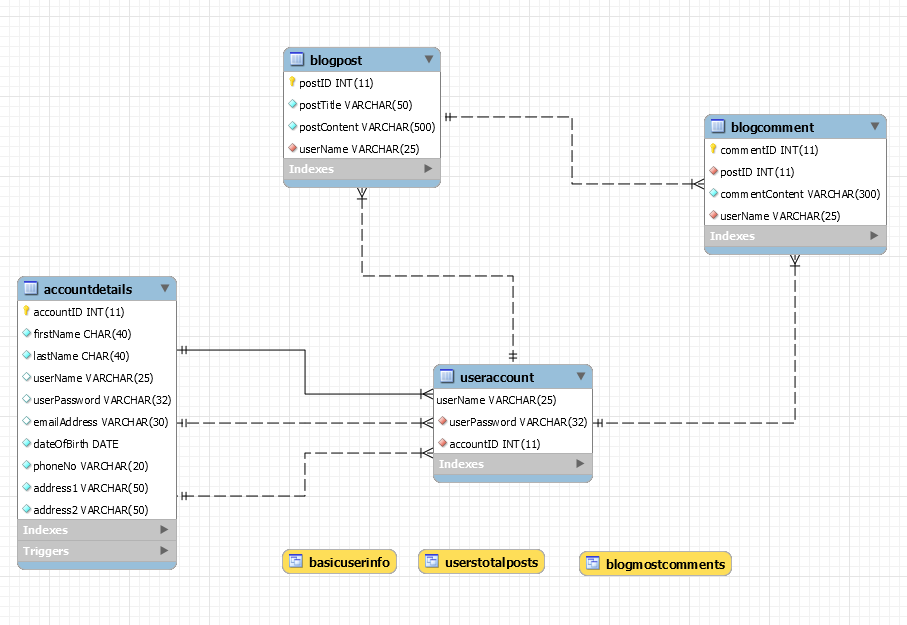 blogpost
postID INT(11)
postTitle VARCHAR(50)
postContent VARCHAR(500)
userName VARCHAR(25)
Indexes
blogcomment
commentID INT(11)
postID INT(11)
commentContent VARCHAR(300)
userName VARCHAR(25)
Indexes
accountdetails
accountID INT(11)
firstName CHAR(40)
lastName CHAR(40)
userName VARCHAR(25)
userPassword VARCHAR(32)
emailAddress VARCHAR(30)
dateOfBirth DATE
phoneNo VARCHAR(20)
address1 VARCHAR(50)
address2 VARCHAR(50)
Indexes
Triggers
useraccount
userName VARCHAR(25)
userPassword VARCHAR(32)
accountID INT(11)
Indexes
basicuserinfo
userstotalposts
blogmostcomments